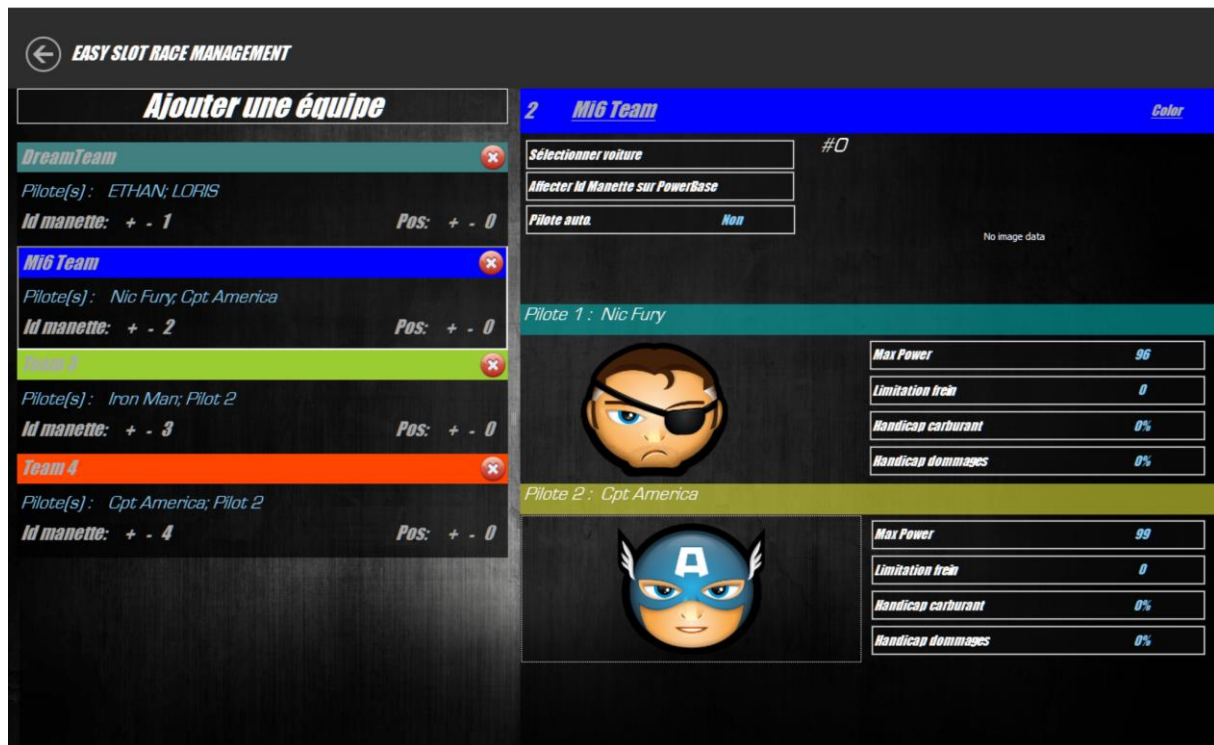 EASY SLOT RACE MANAGEMENT
Ajouter une équipe
DreamTeam
Pilote(s) : ETHAN; LORIS
Id manette: + - 1 Pos: + - 0
Mi6 Team
Pilote(s) : Nic Fury; Cpt America
Id manette: + - 2 Pos: + - 0
Team 3
Pilote(s) : Iron Man; Pilot 2
Id manette: + - 3 Pos: + - 0
Team 4
Pilote(s) : Cpt America; Pilot 2
Id manette: + - 4 Pos: + - 0
2 Mi6 Team Color
Sélectionner voiture
Affecter Id Manette sur PowerBase
Pilote auto. Non
#0
No image data
Pilote 1 : Nic Fury
Max Power 96
Limitation frein 0
Handicap carburant 0%
Handicap dommages 0%
Pilote 2 : Cpt America
A
Max Power 99
Limitation frein 0
Handicap carburant 0%
Handicap dommages 0%